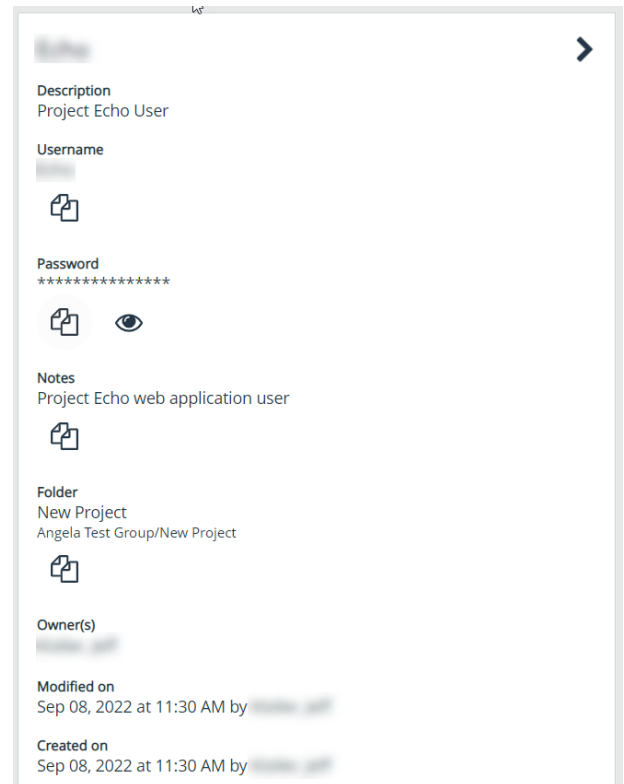 Description
Project Echo User
Username
Password
***************
Notes
Project Echo web application user
Folder
New Project
Angela Test Group/New Project
Owner(s)
Modified on
Sep 08, 2022 at 11:30 AM by
Created on
Sep 08, 2022 at 11:30 AM by